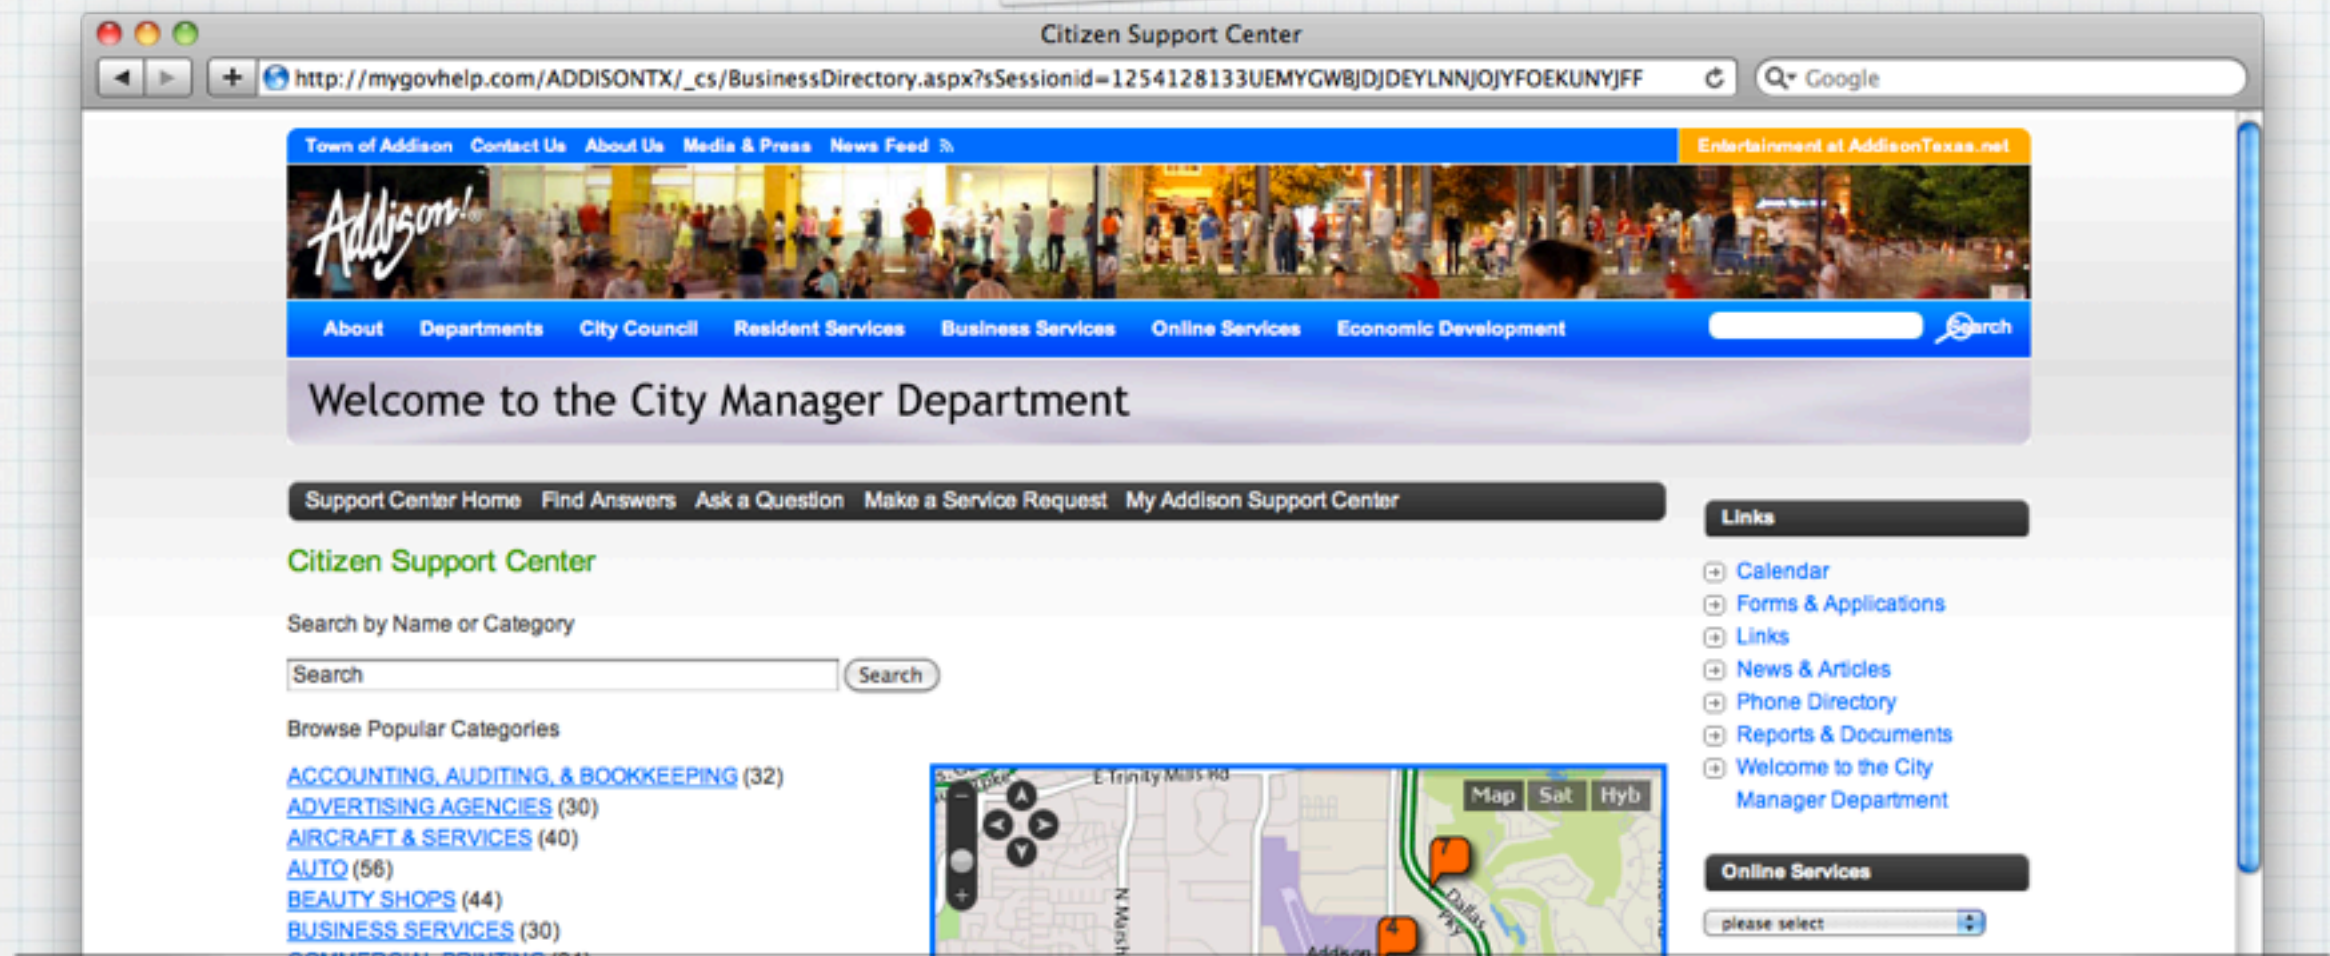 Citizen Support Center
http://mygovhelp.com/ADDISONTX/_cs/BusinessDirectory.aspx?sSessionid=1254128133UEMYGWBJDJDEYLNNJOJYFOEKUNYJFF
Google
Town of Addison Contact Us About Us Media & Press News Feed
Entertainment at AddisonTexas.net
Addison!
About Departments City Council Resident Services Business Services Online Services Economic Development
Search
Welcome to the City Manager Department
Support Center Home Find Answers Ask a Question Make a Service Request My Addison Support Center
Citizen Support Center
Search by Name or Category
Search Search
Browse Popular Categories
ACCOUNTING, AUDITING, & BOOKKEEPING (32)
ADVERTISING AGENCIES (30)
AIRCRAFT & SERVICES (40)
AUTO (56)
BEAUTY SHOPS (44)
BUSINESS SERVICES (30)
E Trinity Mills Rd
Map Sat Hyb
7
Dallas
Pky
4
Addison
N Marsh
Links
Calendar
Forms & Applications
Links
News & Articles
Phone Directory
Reports & Documents
Welcome to the City
Manager Department
Online Services
please select